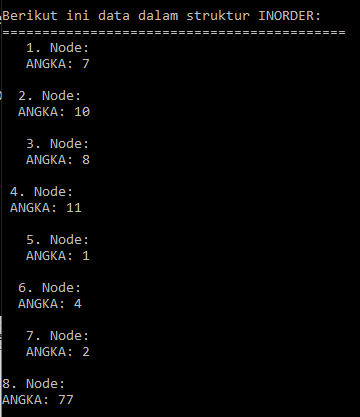 Berikut ini data dalam struktur INORDER:
===========================================
1. Node:
ANGKA: 7
2. Node:
ANGKA: 10
3. Node:
ANGKA: 8
4. Node:
ANGKA: 11
5. Node:
ANGKA: 1
6. Node:
ANGKA: 4
7. Node:
ANGKA: 2
8. Node:
ANGKA: 77